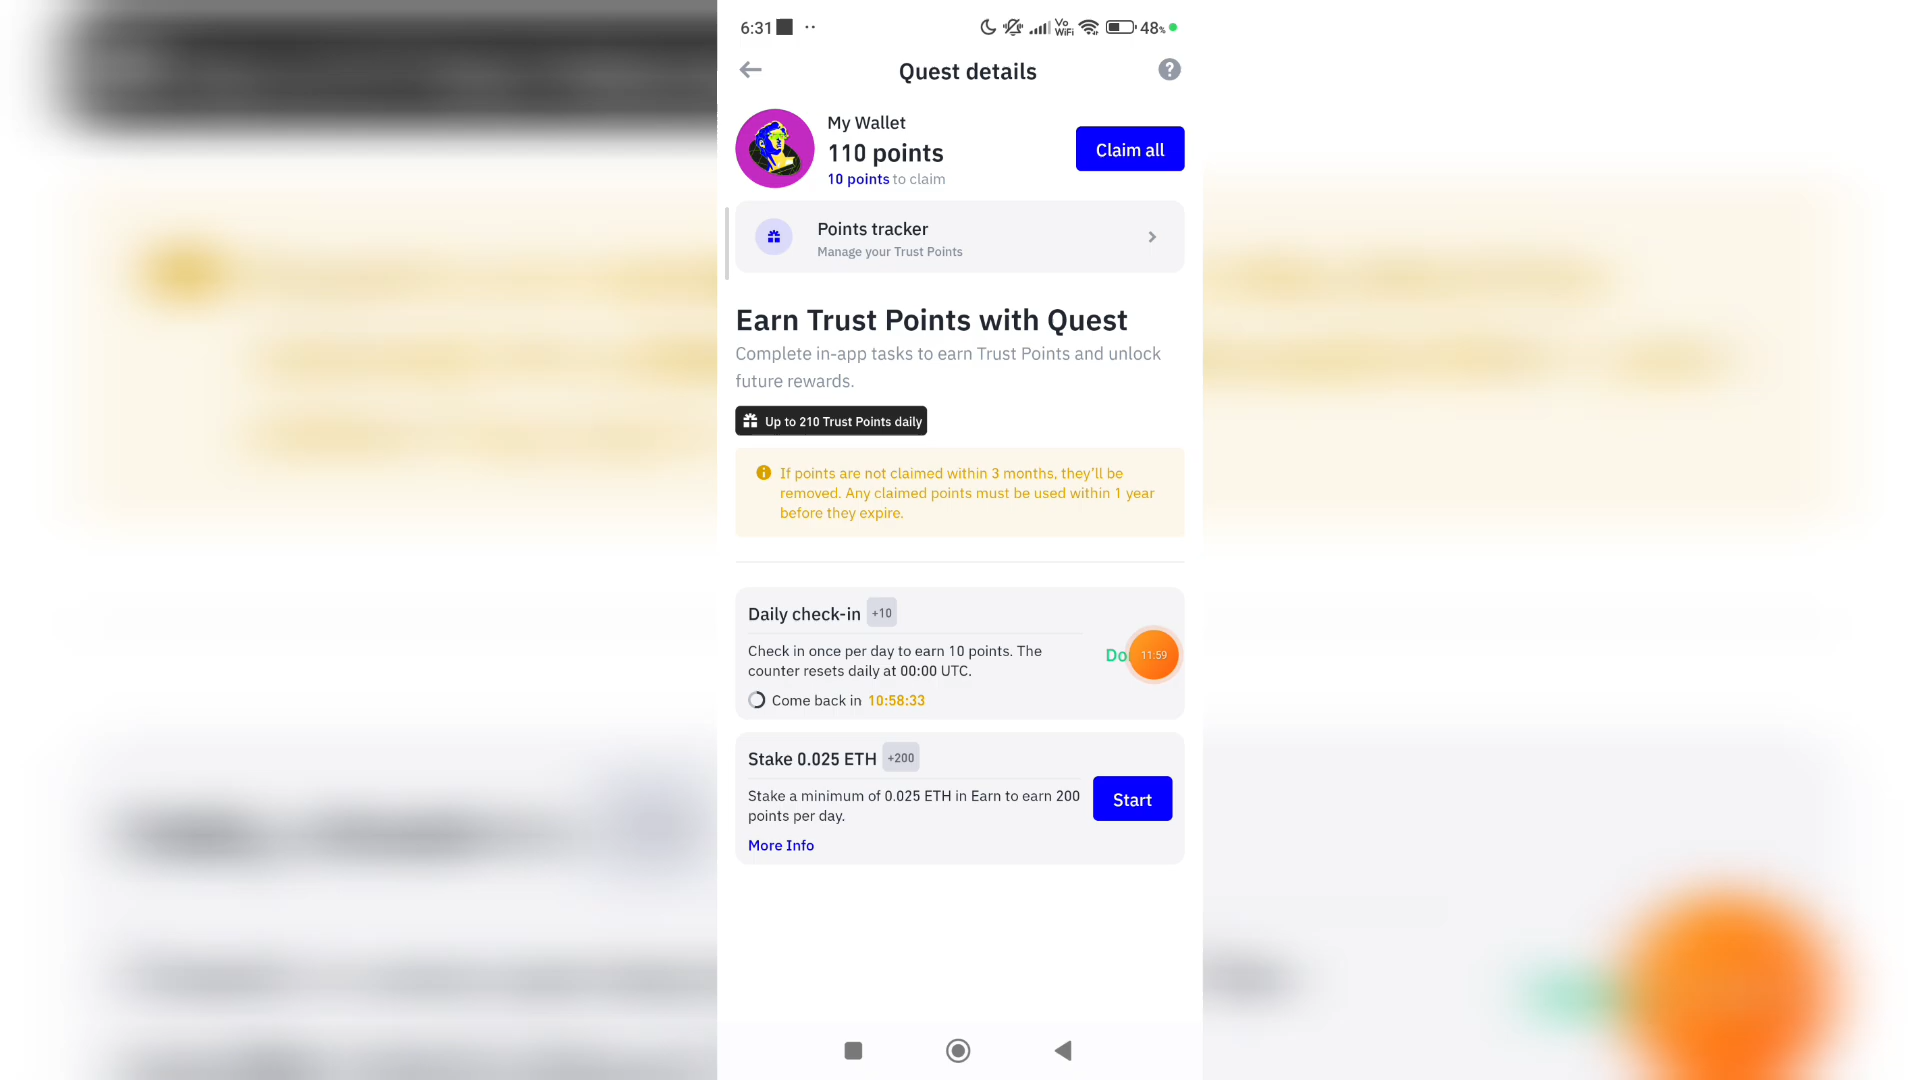 6:31
Vo
WiFi
48%
Quest details
?
My Wallet
110 points
10 points to claim
Claim all
Points tracker
Manage your Trust Points
Earn Trust Points with Quest
Complete in-app tasks to earn Trust Points and unlock
future rewards.
Up to 210 Trust Points daily
If points are not claimed within 3 months, they'll be
removed. Any claimed points must be used within 1 year
before they expire.
Daily check-in +10
Check in once per day to earn 10 points. The
counter resets daily at 00:00 UTC.
11:59
Come back in 10:58:33
Stake 0.025 ETH +200
Stake a minimum of 0.025 ETH in Earn to earn 200
points per day.
Start
More Info